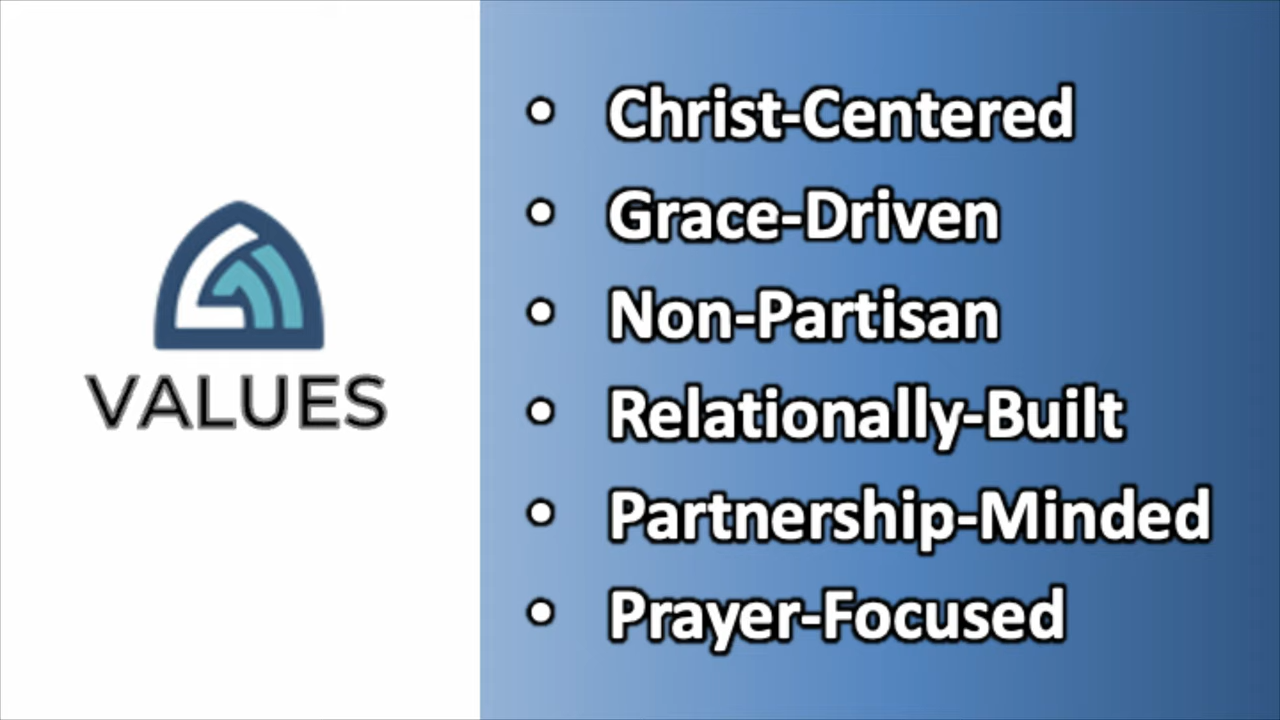 VALUES
• Christ-Centered
• Grace-Driven
• Non-Partisan
• Relationally-Built
• Partnership-Minded
• Prayer-Focused